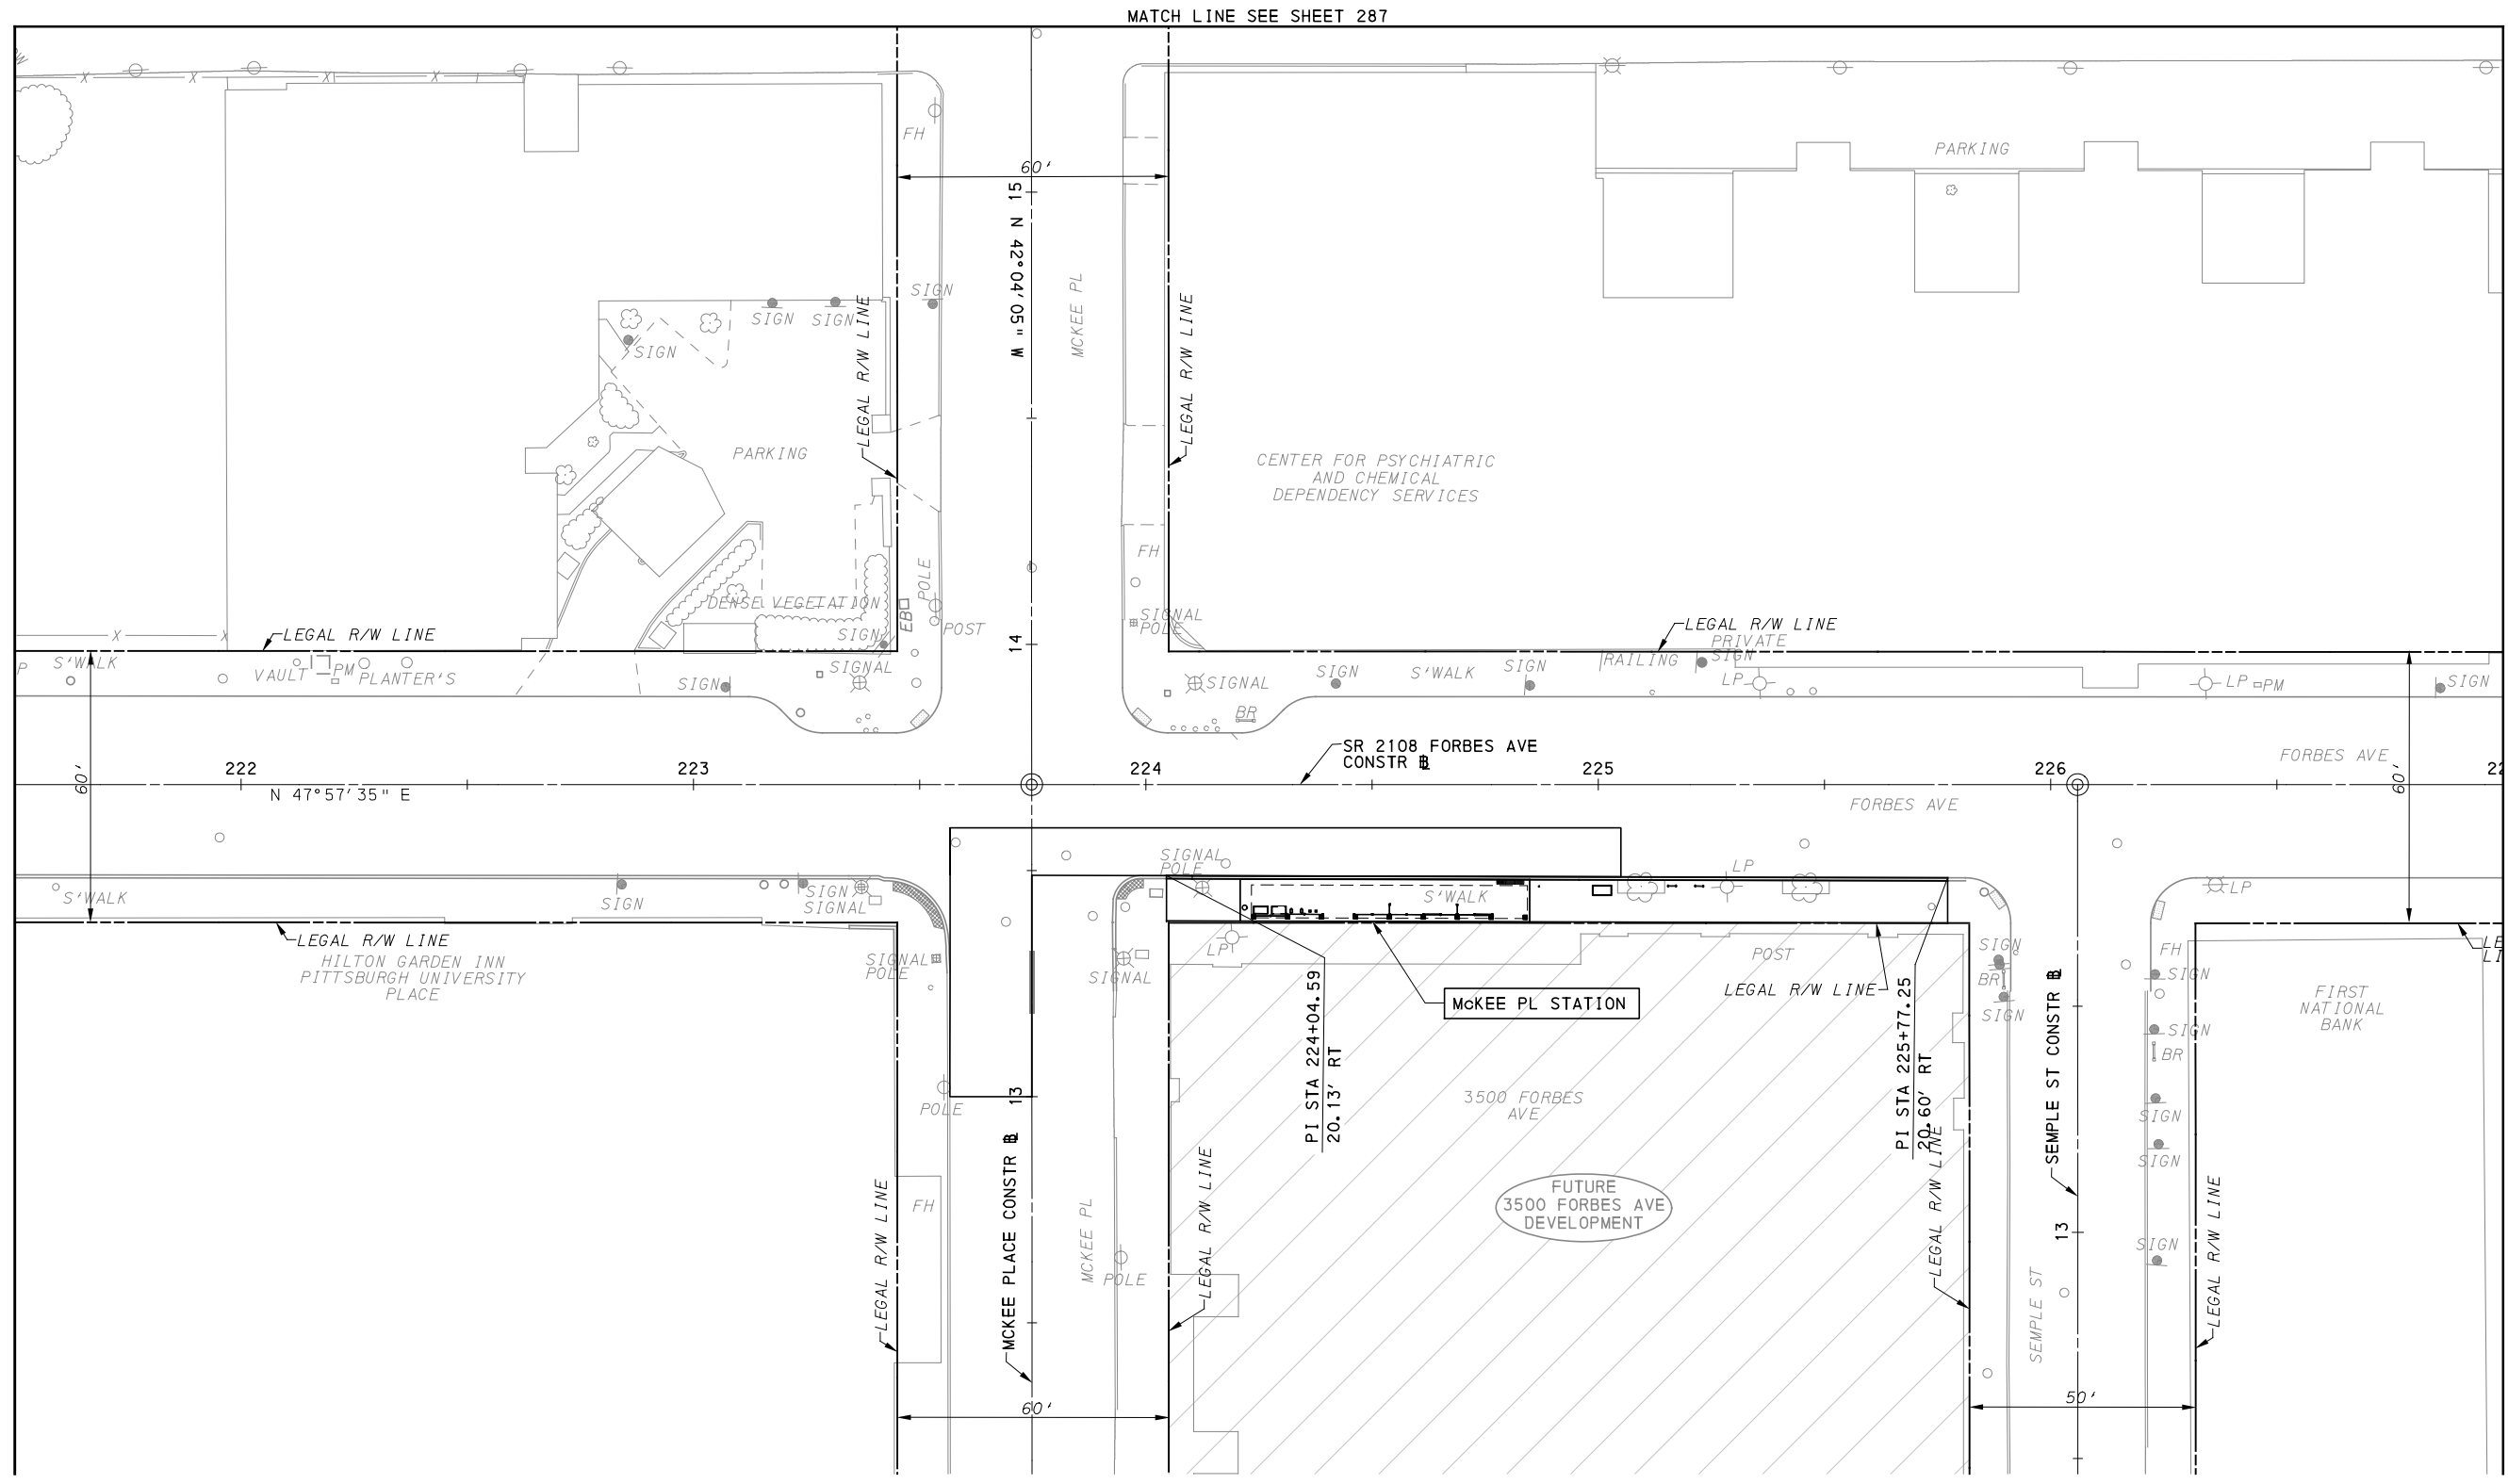 MATCH LINE SEE SHEET 287
FH
60'
PARKING
15
N 42°04'05" W
MCKEE PL
SIGN
SIGN
SIGN
SIGN
LEGAL R/W LINE
LEGAL R/W LINE
PARKING
CENTER FOR PSYCHIATRIC
AND CHEMICAL
DEPENDENCY SERVICES
FH
POLE
DENSE VEGETATION
EB
POST
SIGNAL
POLE
LEGAL R/W LINE
SIGN
14
LEGAL R/W LINE
PRIVATE
SIGN
RAILING
P
S'WALK
VAULT
PM
PLANTER'S
SIGNAL
SIGN
SIGNAL
SIGN
S'WALK
SIGN
LP
LP
PM
SIGN
BR
SR 2108 FORBES AVE
CONSTR BL
FORBES AVE
222
223
224
225
226
22
60'
N 47°57'35" E
60'
FORBES AVE
SIGNAL
POLE
LP
S'WALK
SIGN
SIGN
SIGNAL
S'WALK
LP
LEGAL R/W LINE
HILTON GARDEN INN
PITTSBURGH UNIVERSITY
PLACE
SIGNAL
POLE
SIGNAL
LP
POST
SIGN
BR
SIGN
FH
SIGN
LE
LI
McKEE PL STATION
LEGAL R/W LINE
PI STA 224+04.59
20.13' RT
PI STA 225+77.25
20.60' RT
SEMPLE ST CONSTR BL
FIRST
NATIONAL
BANK
SIGN
BR
SIGN
SIGN
SIGN
13
POLE
3500 FORBES
AVE
MCKEE PLACE CONSTR BL
LEGAL R/W LINE
FH
MCKEE PL
POLE
LEGAL R/W LINE
FUTURE
3500 FORBES AVE
DEVELOPMENT
LEGAL R/W LINE
13
SEMPLE ST
LEGAL R/W LINE
60'
50'